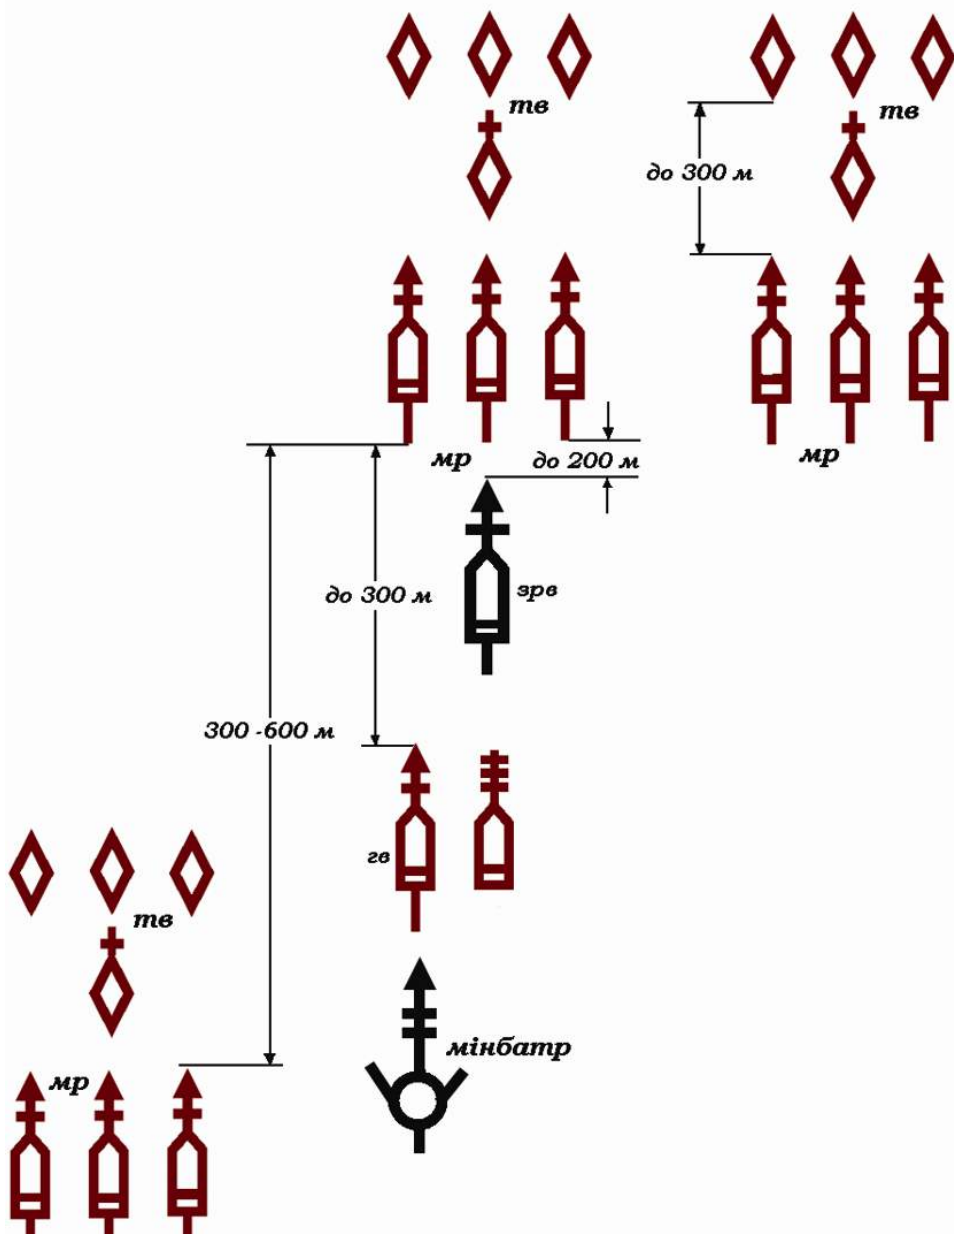 тв
тв
до 300 м
мр
до 200 м
мр
до 300 м
зрв
300 -600 м
гв
тв
мінбатр
мр